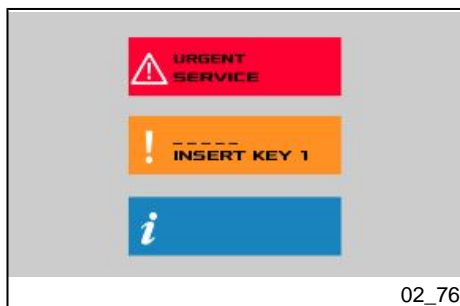 URGENT
SERVICE
!
_ _ _ _ _
INSERT KEY 1
i
02_76